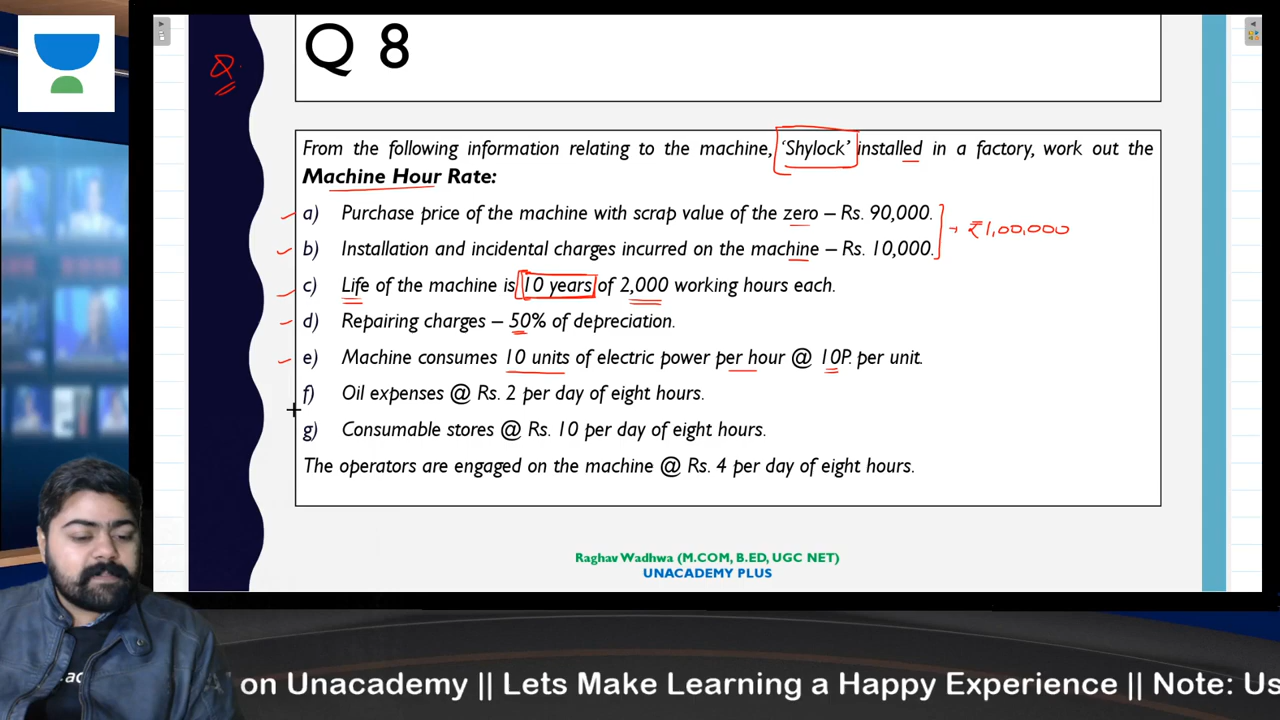 Q 8
Q.
From the following information relating to the machine, 'Shylock' installed in a factory, work out the
Machine Hour Rate:
a) Purchase price of the machine with scrap value of the zero – Rs. 90,000.
b) Installation and incidental charges incurred on the machine – Rs. 10,000.
→ ₹1,00,000
c) Life of the machine is 10 years of 2,000 working hours each.
d) Repairing charges – 50% of depreciation.
e) Machine consumes 10 units of electric power per hour @ 10P. per unit.
f) Oil expenses @ Rs. 2 per day of eight hours.
g) Consumable stores @ Rs. 10 per day of eight hours.
The operators are engaged on the machine @ Rs. 4 per day of eight hours.
Raghav Wadhwa (M.COM, B.ED, UGC NET)
UNACADEMY PLUS
on Unacademy || Lets Make Learning a Happy Experience || Note: Us